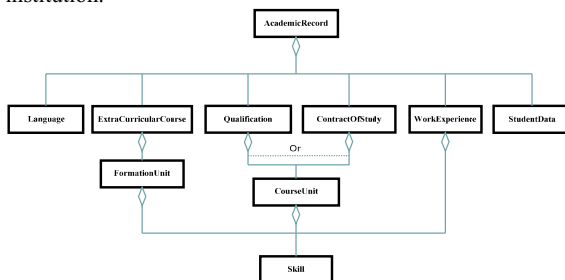 institution.
AcademicRecord
Language ExtraCurricularCourse Qualification ContractOfStudy WorkExperience StudentData
Or
FormationUnit
CourseUnit
Skill